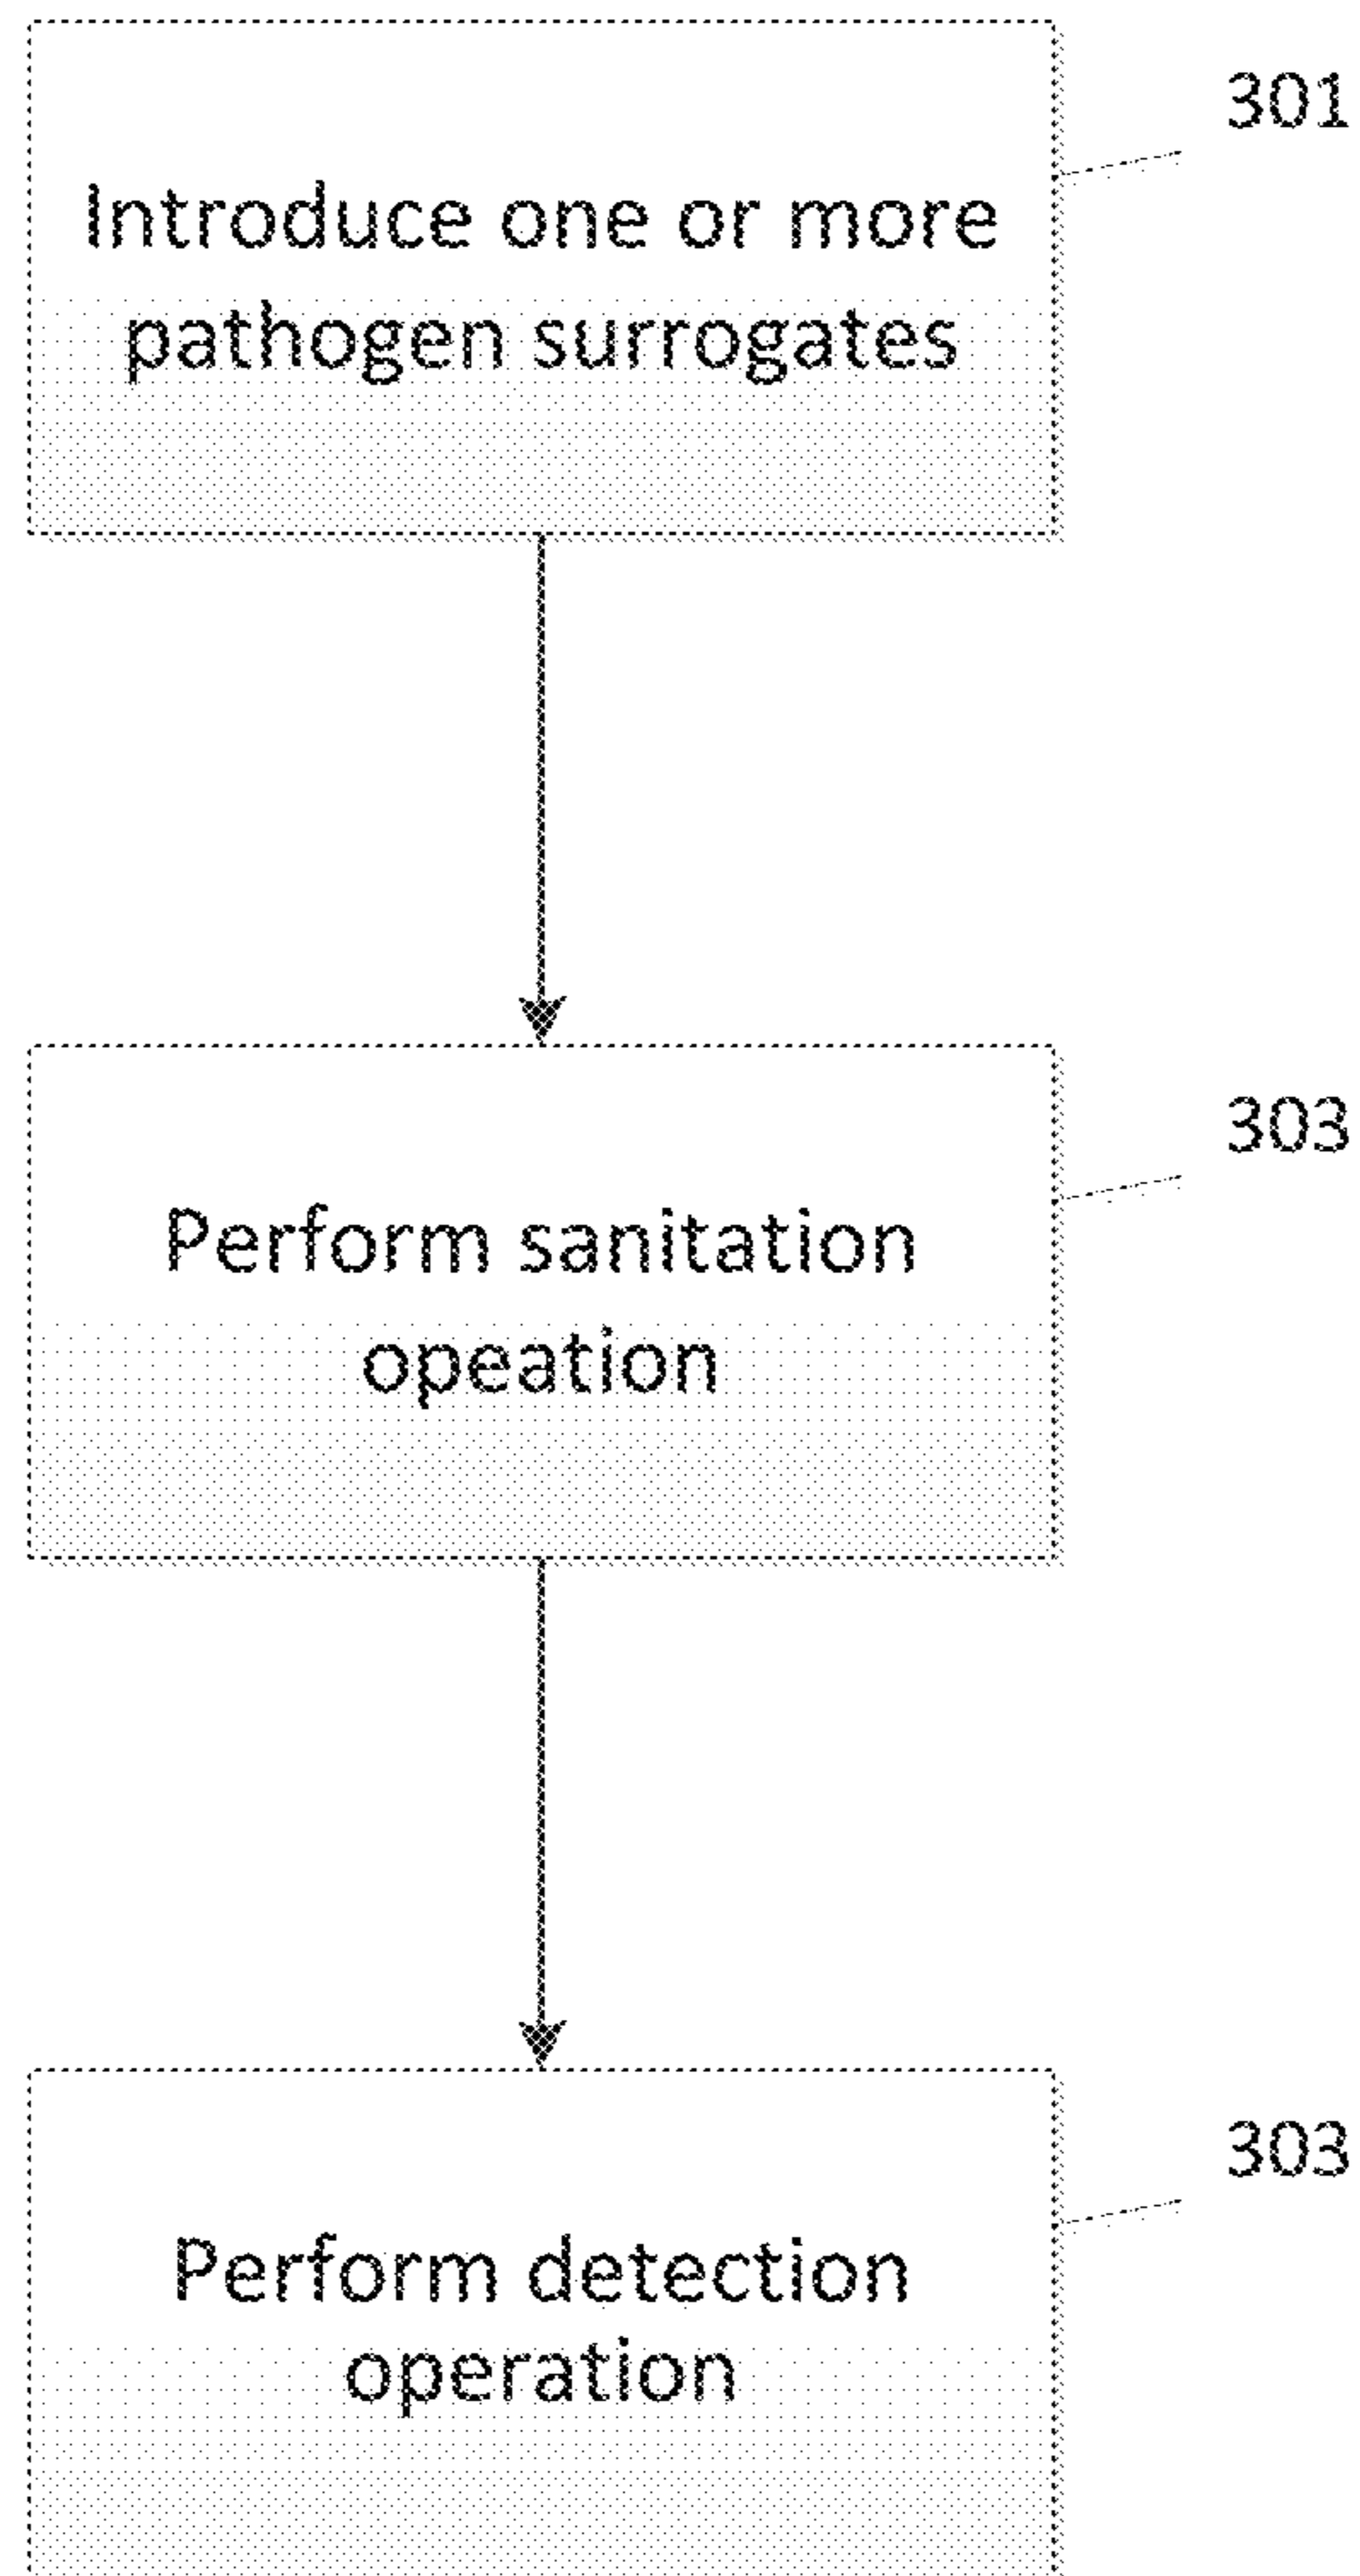 301
Introduce one or more
pathogen surrogates
303
Perform sanitation
opeation
303
Perform detection
operation